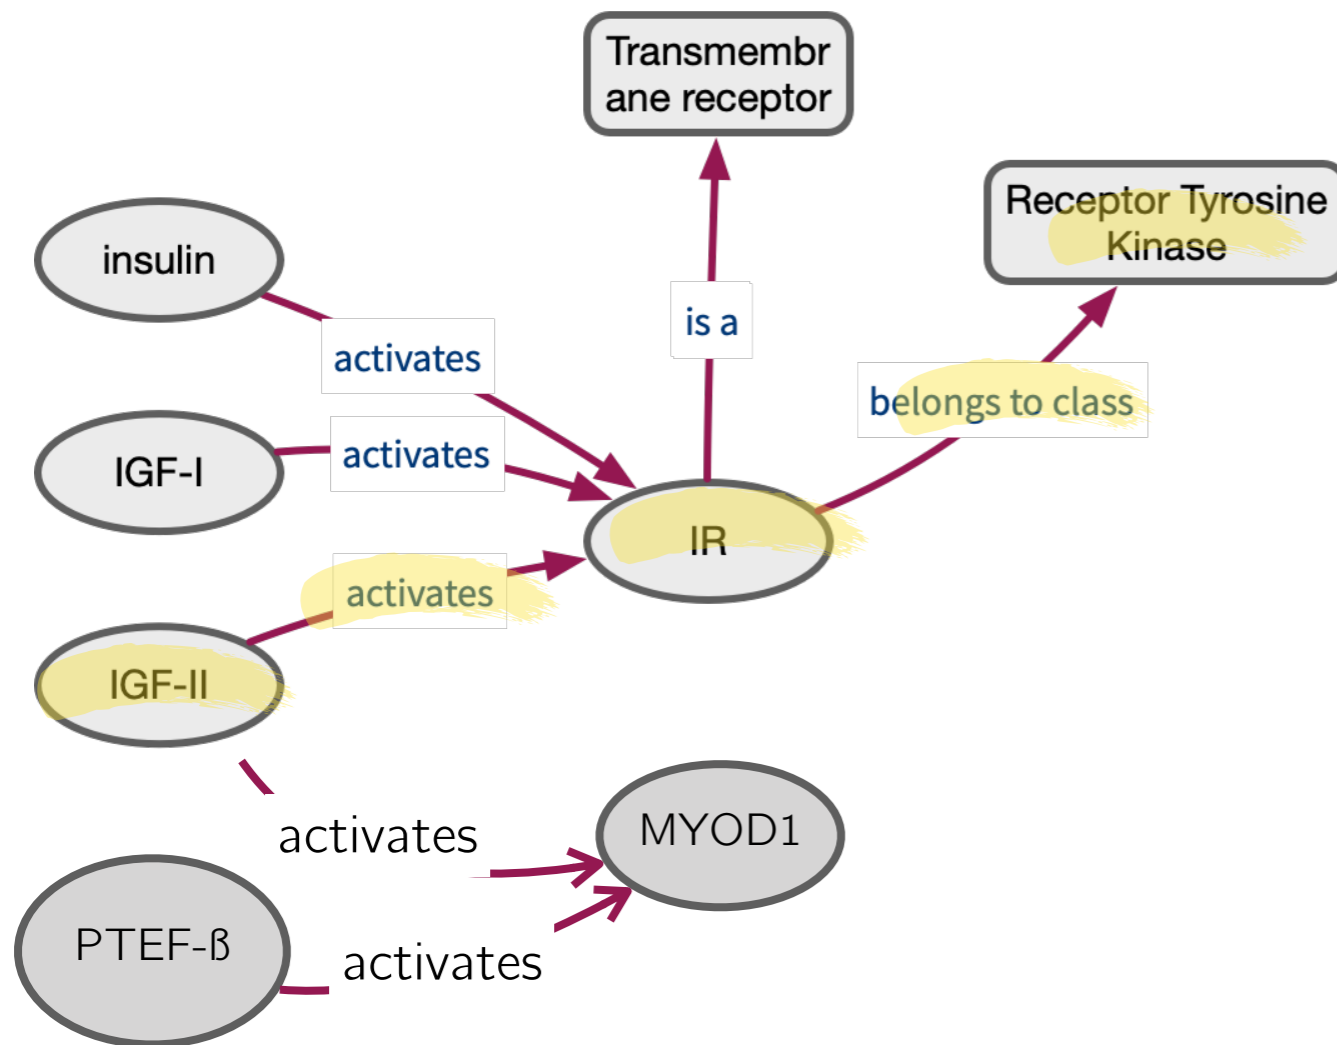 Transmembr
ane receptor
Receptor Tyrosine
Kinase
insulin
is a
activates
belongs to class
IGF-I
activates
IR
activates
IGF-II
activates
MYOD1
PTEF-ß
activates